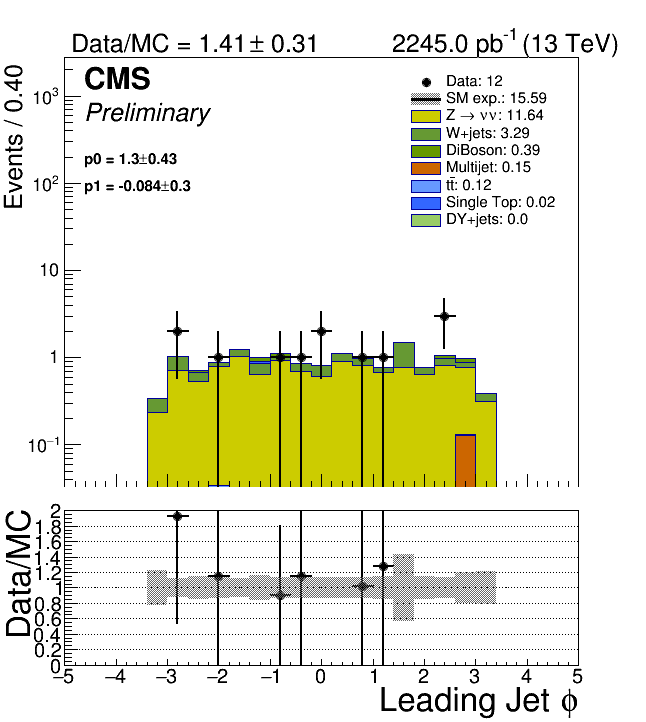 Data/MC = 1.41± 0.31
2245.0 pb⁻¹ (13 TeV)
CMS
Preliminary
p0 = 1.3±0.43
p1 = -0.084±0.3
Data: 12
SM exp.: 15.59
Z → νν: 11.64
W+jets: 3.29
DiBoson: 0.39
Multijet: 0.15
tt̄: 0.12
Single Top: 0.02
DY+jets: 0.0
Events / 0.40
10³
10²
10
1
10⁻¹
Data/MC
2
1.8
1.6
1.4
1.2
1
0.8
0.6
0.4
0.2
0
−5 −4 −3 −2 −1 0 1 2 3 4 5
Leading Jet ϕ